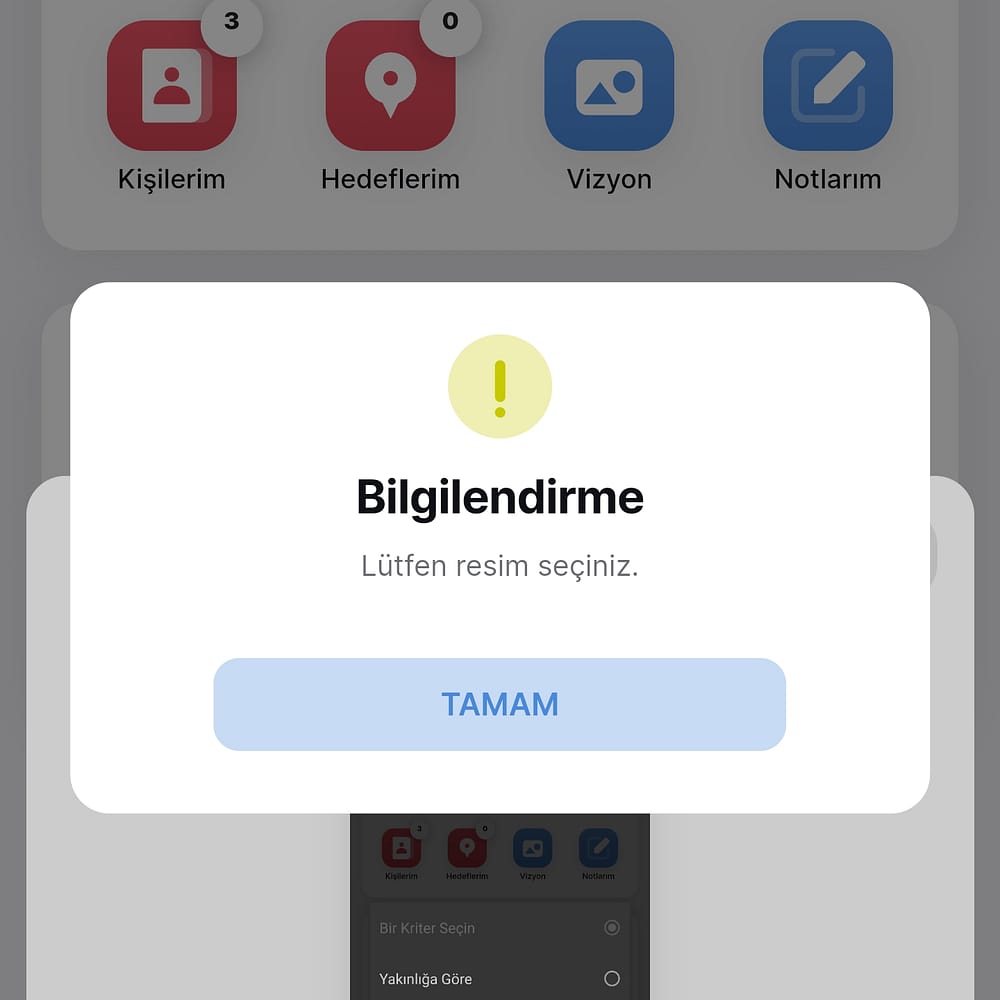 3 0
Kişilerim Hedeflerim Vizyon Notlarım
Bilgilendirme
Lütfen resim seçiniz.
TAMAM
3 0
Kişilerim Hedeflerim Vizyon Notlarım
Bir Kriter Seçin
Yakınlığa Göre